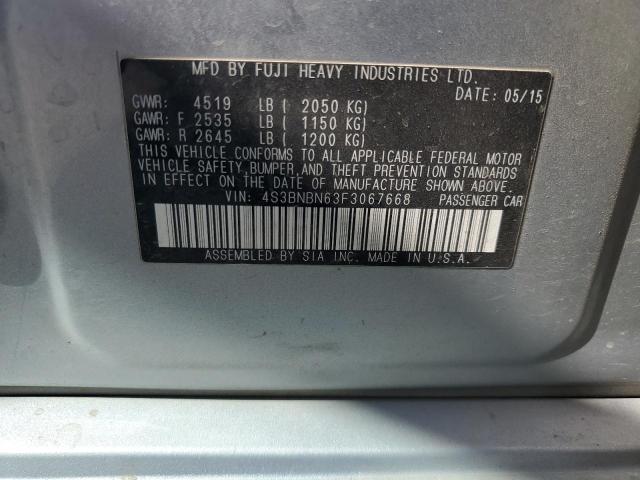 MFD BY FUJI HEAVY INDUSTRIES LTD.
DATE: 05/15
GVWR: 4519 LB ( 2050 KG)
GAWR: F 2535 LB ( 1150 KG)
GAWR: R 2645 LB ( 1200 KG)
THIS VEHICLE CONFORMS TO ALL APPLICABLE FEDERAL MOTOR
VEHICLE SAFETY, BUMPER, AND THEFT PREVENTION STANDARDS
IN EFFECT ON THE DATE OF MANUFACTURE SHOWN ABOVE.
VIN: 4S3BNBN63F3067668 PASSENGER CAR
ASSEMBLED BY SIA INC. MADE IN U.S.A.